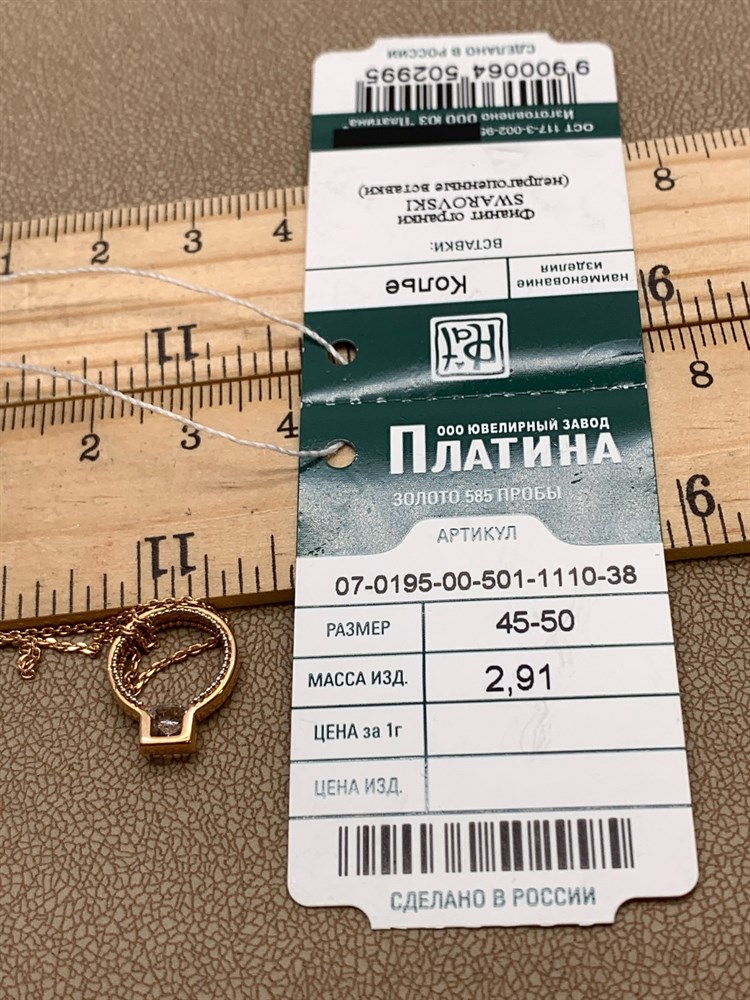 СДЕЛАНО В РОССИИ
9 900064 502995
ОСТ 117-3-002-95
Изготовлено ООО ЮЗ "Платина"
Фианит огранки
SWAROVSKI
(недрагоценные вставки)
ВСТАВКИ:
наименование изделия
Колье
Plat
ООО ЮВЕЛИРНЫЙ ЗАВОД
ПЛАТИНА
ЗОЛОТО 585 ПРОБЫ
АРТИКУЛ
07-0195-00-501-1110-38
РАЗМЕР 45-50
МАССА ИЗД. 2,91
ЦЕНА за 1г
ЦЕНА ИЗД.
СДЕЛАНО В РОССИИ
1 2 3 4 8
11 6
2 3 4 8
11 6